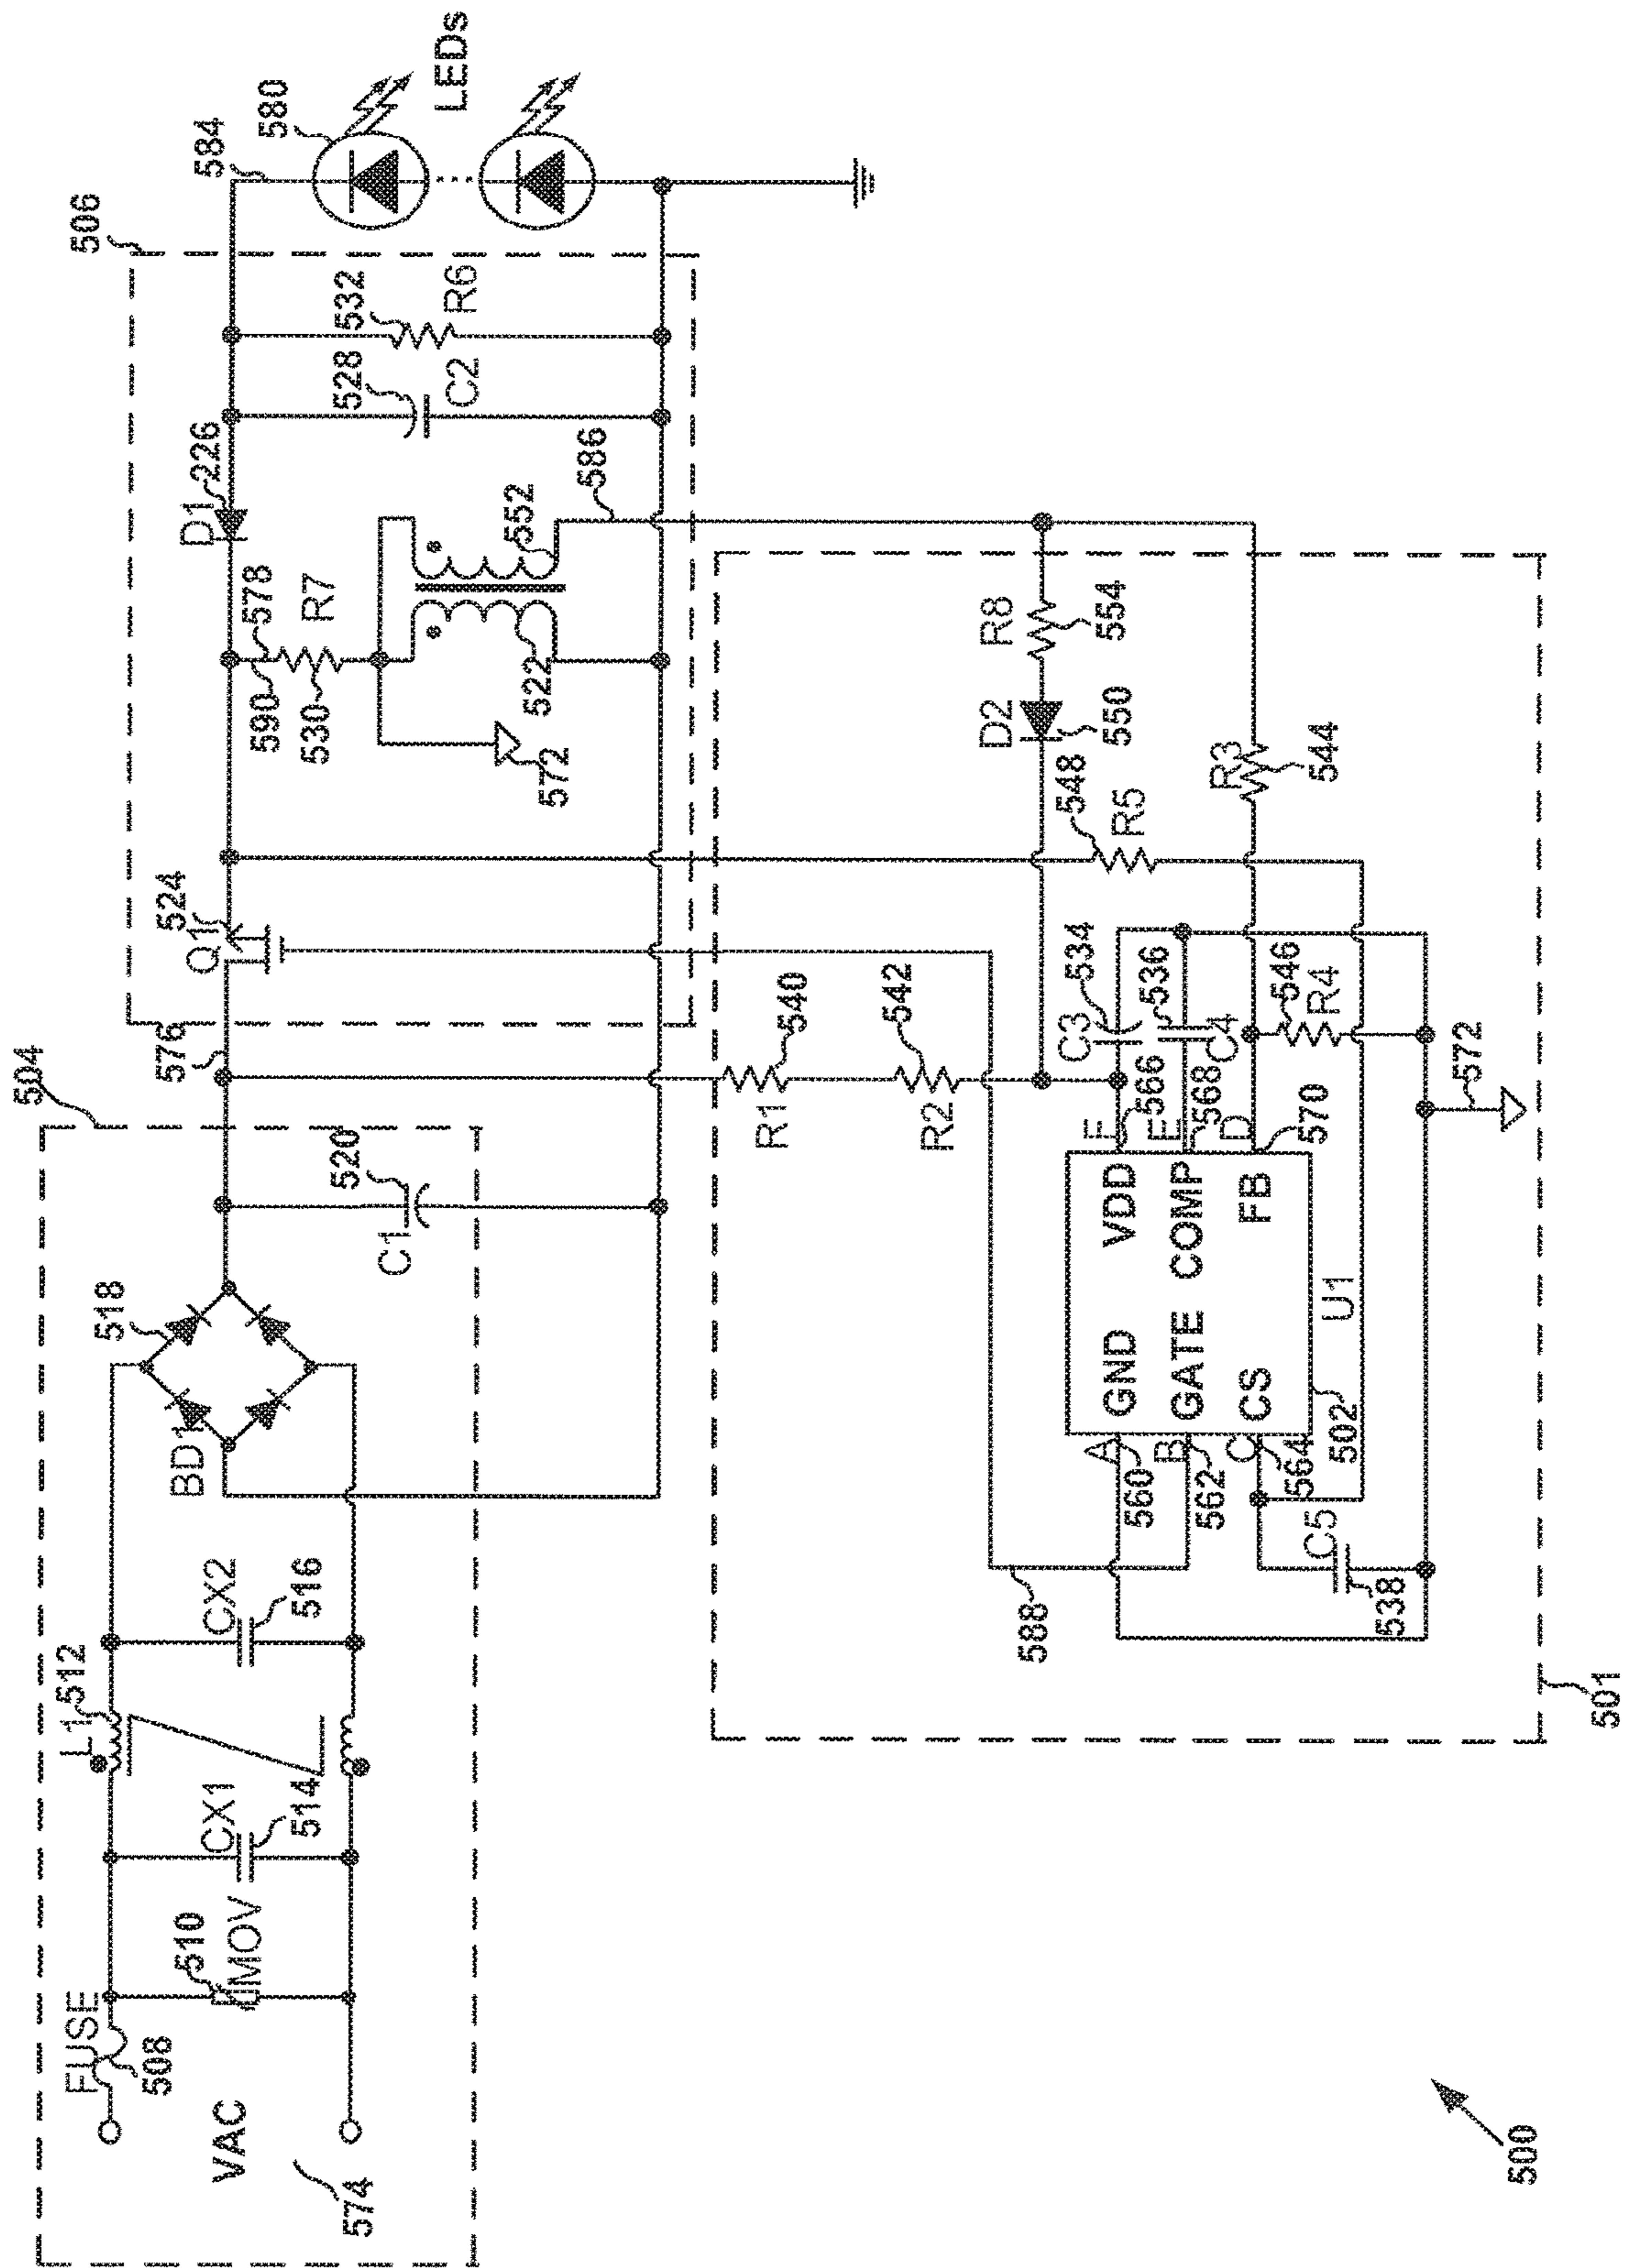 504
506
584
580
LEDs
FUSE
508
510
MOV
VAC
574
CX1
514
L1
512
CX2
516
BD1
518
C1
520
576
Q1
524
590
578
530
R7
572
522
552
D1
226
528
C2
532
R6
586
588
R1
540
R2
542
C3
534
566
536
C4
568
570
546
R4
572
548
R5
D2
550
R8
554
R3
544
A
560
B
562
C
564
GND
GATE
CS
VDD
COMP
FB
F
E
D
U1
502
C5
538
501
500